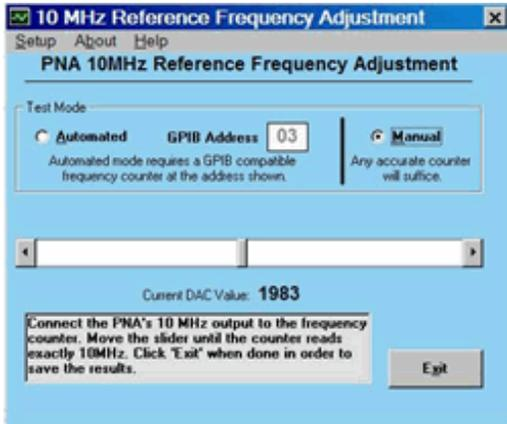 10 MHz Reference Frequency Adjustment
Setup About Help
PNA 10MHz Reference Frequency Adjustment
Test Mode
Automated GPIB Address 03 Manual
Automated mode requires a GPIB compatible Any accurate counter
frequency counter at the address shown. will suffice.
Current DAC Value: 1983
Connect the PNA's 10 MHz output to the frequency
counter. Move the slider until the counter reads
exactly 10MHz. Click "Exit" when done in order to
save the results.
Exit